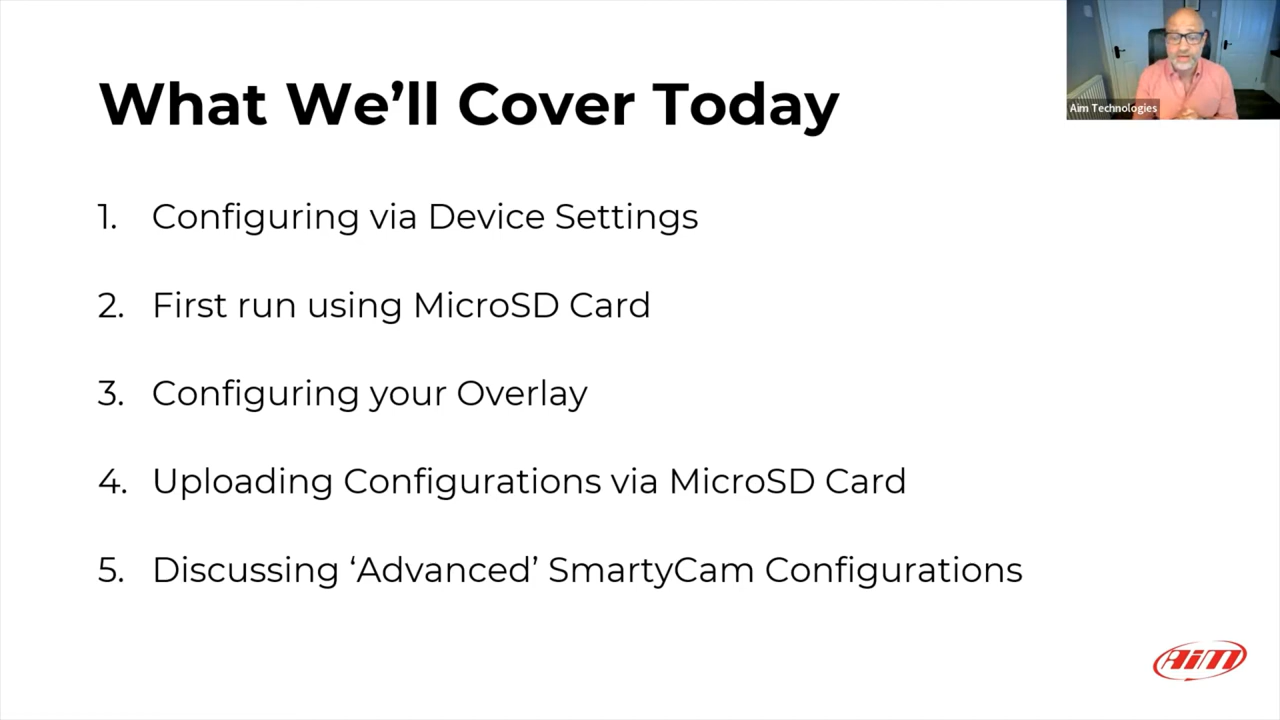 What We’ll Cover Today
Aim Technologies
1. Configuring via Device Settings
2. First run using MicroSD Card
3. Configuring your Overlay
4. Uploading Configurations via MicroSD Card
5. Discussing ‘Advanced’ SmartyCam Configurations
AiM